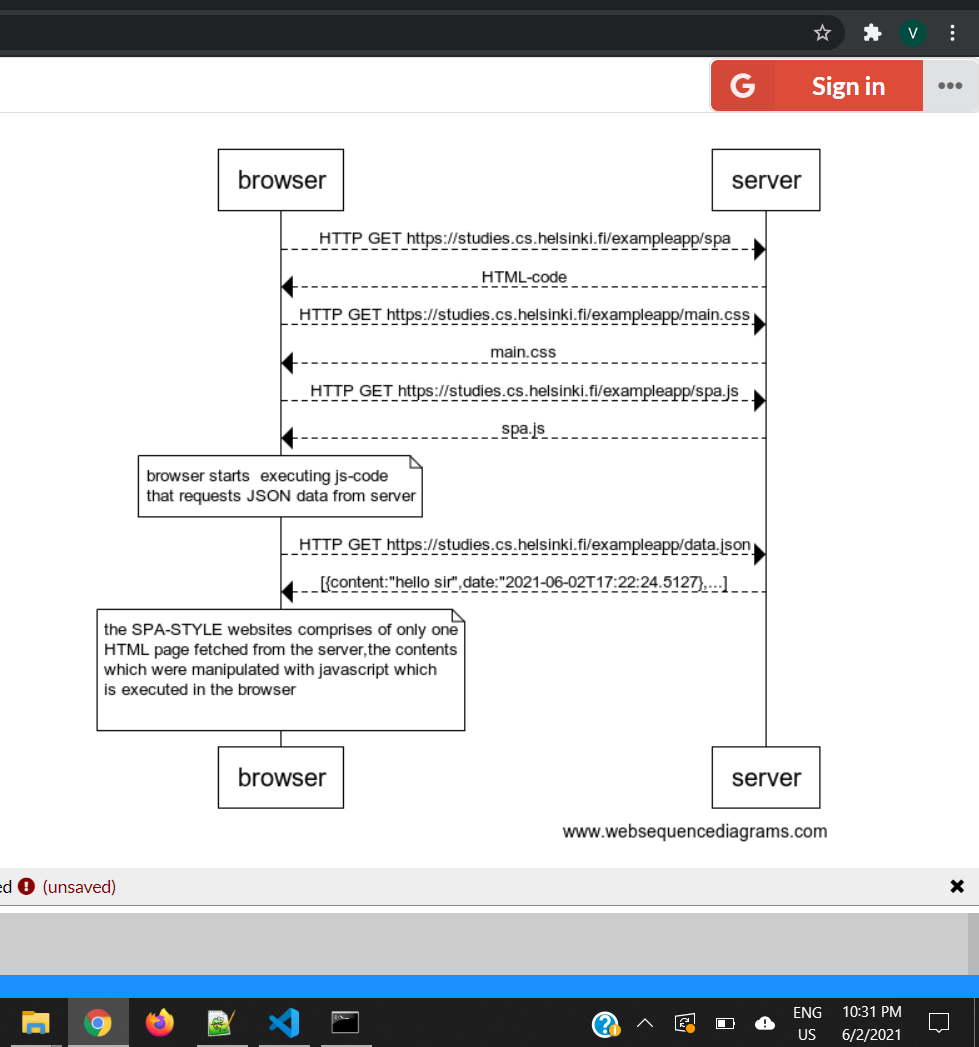 V
G Sign in
browser server
HTTP GET https://studies.cs.helsinki.fi/exampleapp/spa
HTML-code
HTTP GET https://studies.cs.helsinki.fi/exampleapp/main.css
main.css
HTTP GET https://studies.cs.helsinki.fi/exampleapp/spa.js
spa.js
browser starts  executing js-code
that requests JSON data from server
HTTP GET https://studies.cs.helsinki.fi/exampleapp/data.json
[{content:"hello sir",date:"2021-06-02T17:22:24.5127},...]
the SPA-STYLE websites comprises of only one
HTML page fetched from the server,the contents
which were manipulated with javascript which
is executed in the browser
browser server
www.websequencediagrams.com
ed (unsaved)
ENG 10:31 PM
US 6/2/2021